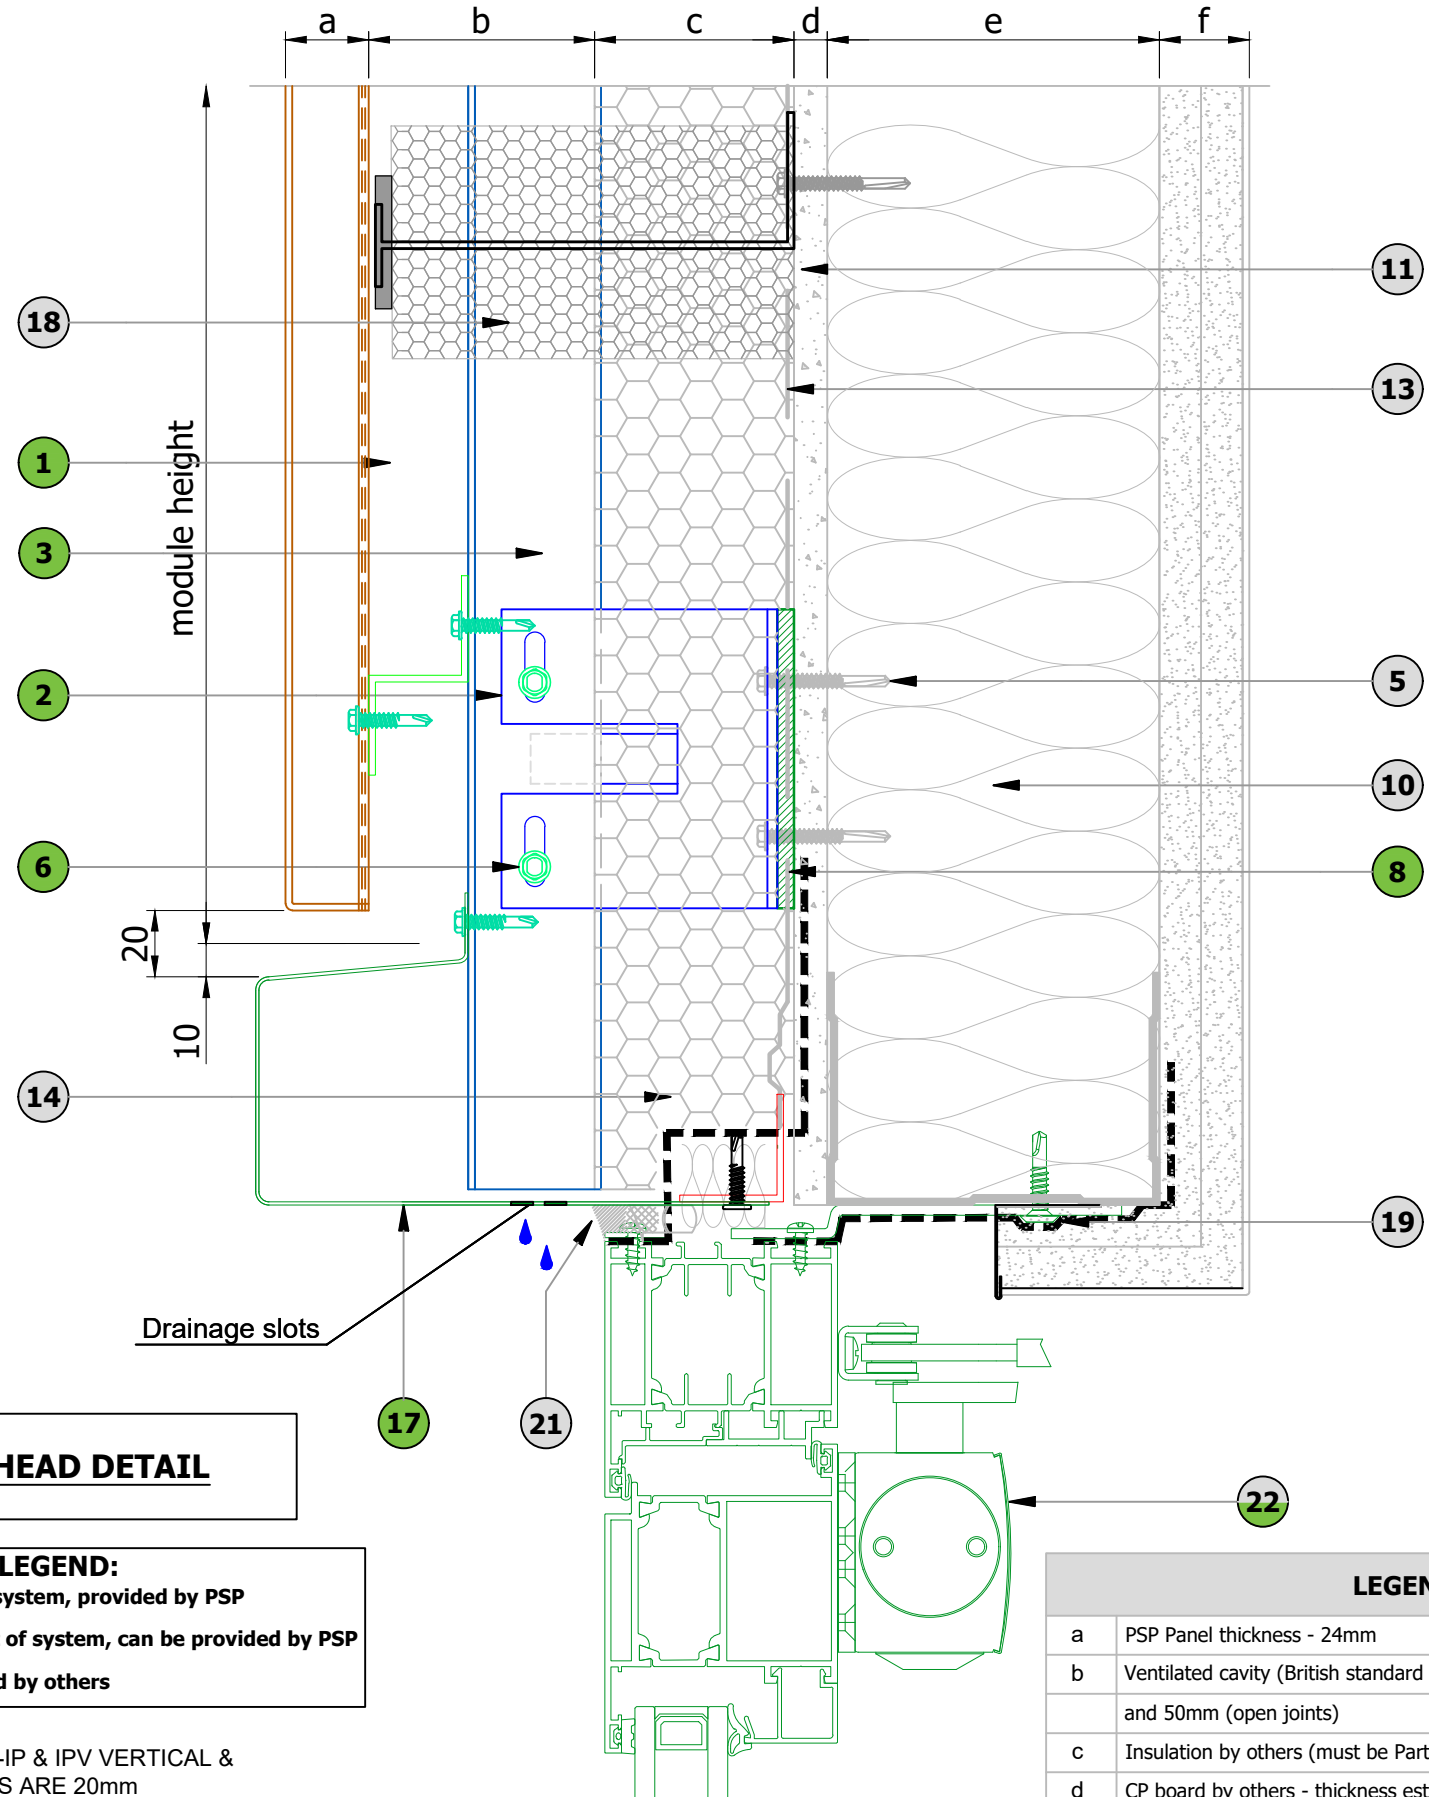 a b c d e f
11
18
13
1
module height
3
2
5
10
6
8
20
10
14
19
Drainage slots
17
21
HEAD DETAIL
22
LEGEND:
system, provided by PSP
of system, can be provided by PSP
d by others
-IP & IPV VERTICAL &
S ARE 20mm
LEGEN
a PSP Panel thickness - 24mm
b Ventilated cavity (British standard
and 50mm (open joints)
c Insulation by others (must be Part
d CP board by others - thickness est